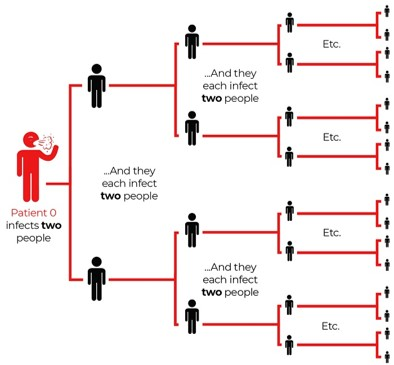 Patient 0
infects two
people
...And they
each infect
two people
...And they
each infect
two people
...And they
each infect
two people
Etc.
Etc.
Etc.
Etc.